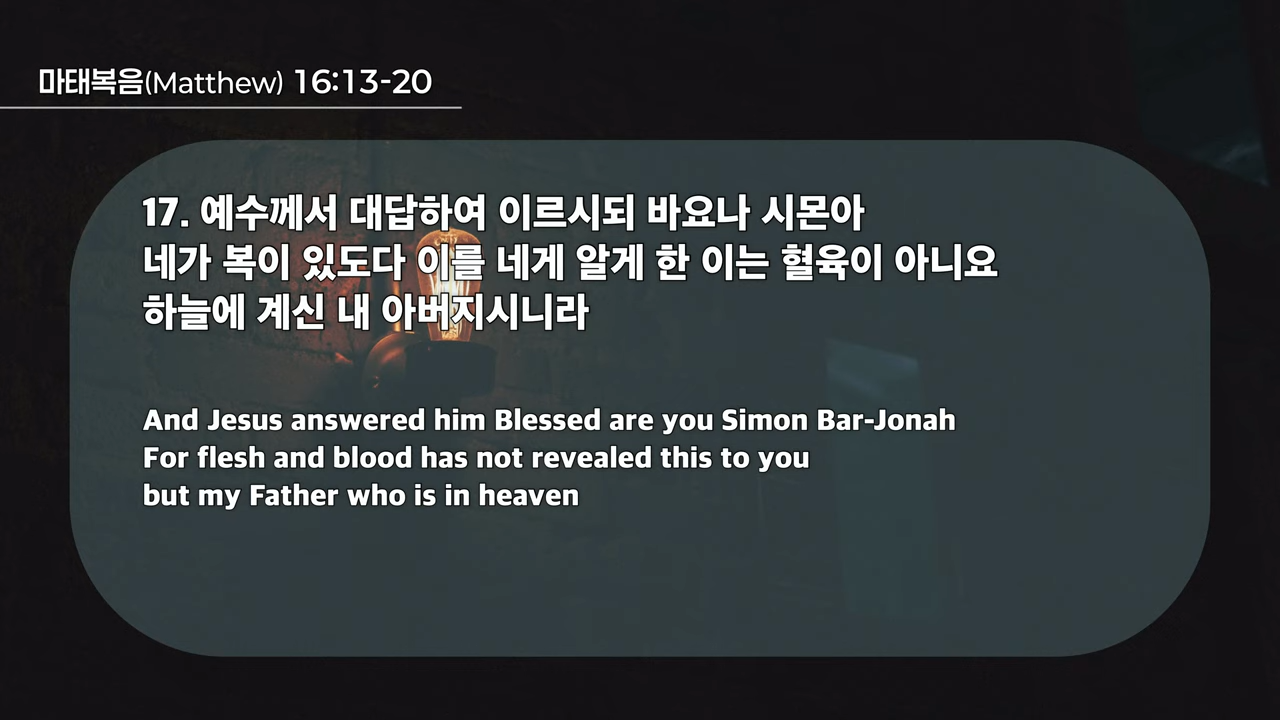 마태복음(Matthew) 16:13-20
17. 예수께서 대답하여 이르시되 바요나 시몬아
네가 복이 있도다 이를 네게 알게 한 이는 혈육이 아니요
하늘에 계신 내 아버지시니라
And Jesus answered him Blessed are you Simon Bar-Jonah
For flesh and blood has not revealed this to you
but my Father who is in heaven